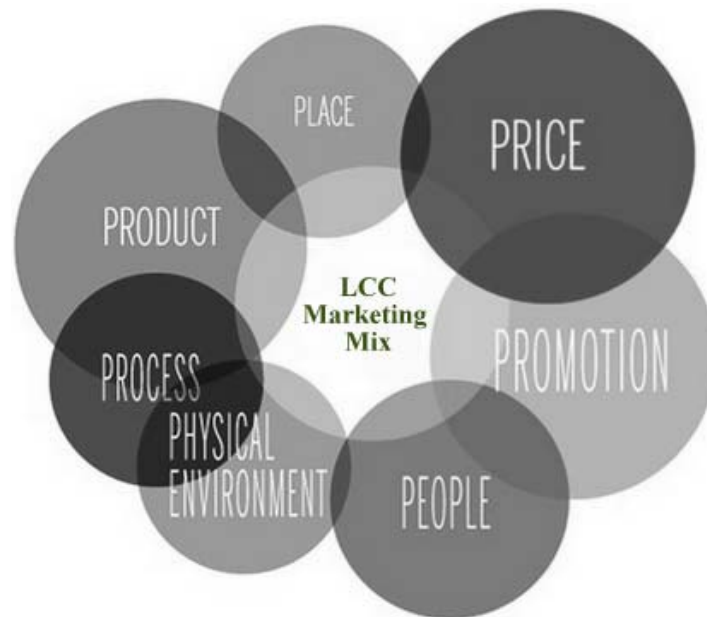 PLACE
PRICE
PRODUCT
LCC
Marketing
Mix
PROMOTION
PROCESS
PHYSICAL
ENVIRONMENT
PEOPLE